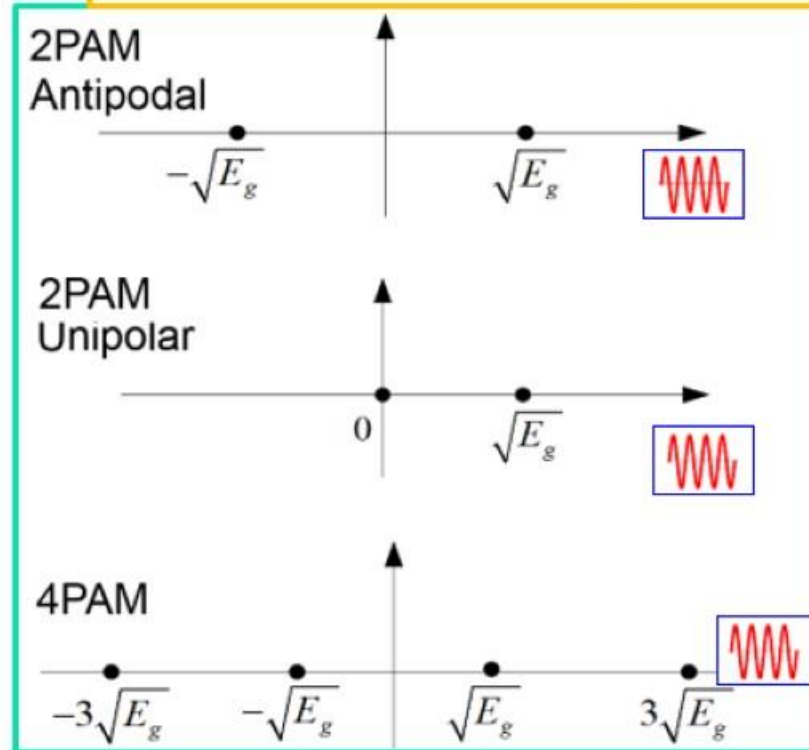 2PAM
Antipodal
−√E_g √E_g
2PAM
Unipolar
0 √E_g
4PAM
−3√E_g −√E_g √E_g 3√E_g